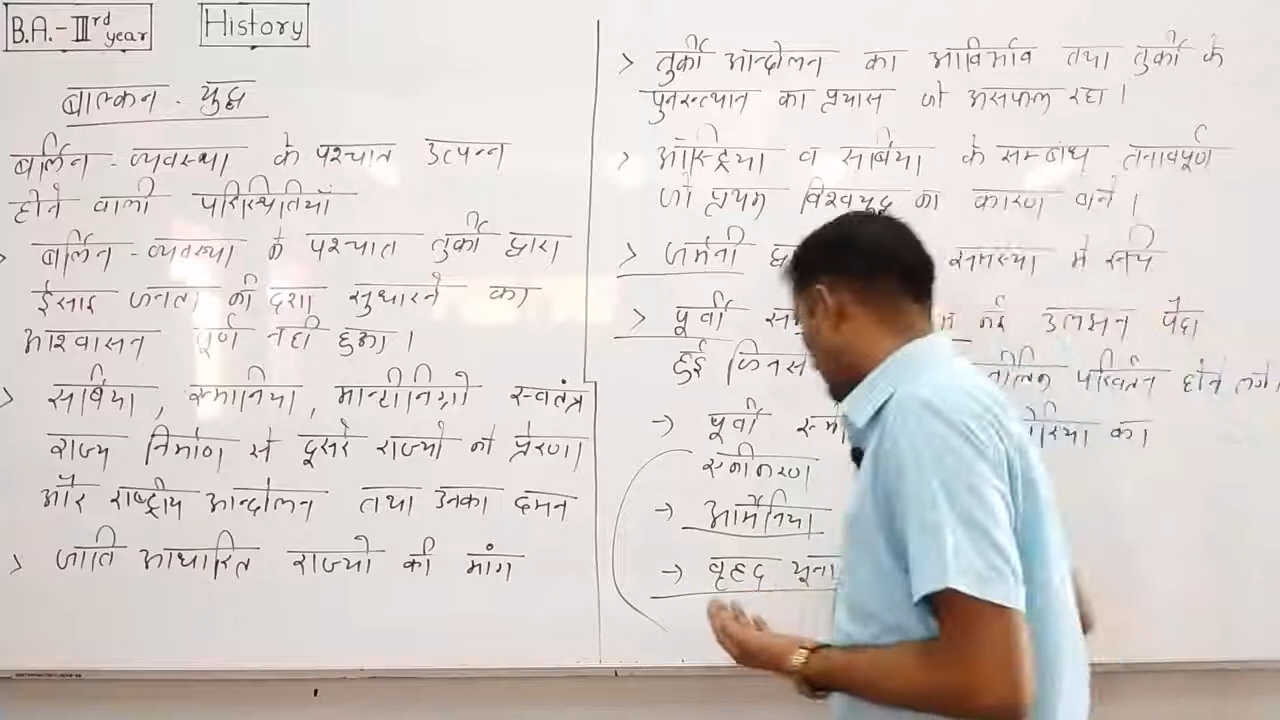 B.A.- IIIrd year
History
बाल्कन - युद्ध
बर्लिन - व्यवस्था के पश्चात उत्पन्न
होने वाली परिस्थितियाँ
बर्लिन - व्यवस्था के पश्चात तुर्की द्वारा
ईसाइ जनता की दशा सुधारने का
आश्वासन पूर्ण नही हुआ।
> सर्बिया, रूमानिया, मान्टीनिग्रो स्वतंत्र
राज्य निर्माण से दूसरे राज्यो को प्रेरणा
और राष्ट्रीय आन्दोलन तथा उनका दमन
> जाति आधारित राज्यो की मांग
> तुर्की आन्दोलन का आविर्भाव तथा तुर्की के
पुनरुत्थान का प्रयास जो असफल रहा।
> ऑस्ट्रिया व सर्बिया के सम्बंध तनावपूर्ण
जो प्रथम विश्वयुद्ध का कारण बने।
> जर्मनी समस्या मे रूचि
> पूर्वी नई उलझन पैदा
हुई जिनसे परिवर्तन होने लगे
→ पूर्वी का
एकीकरण
→ आर्मेनिया
→ वृहद